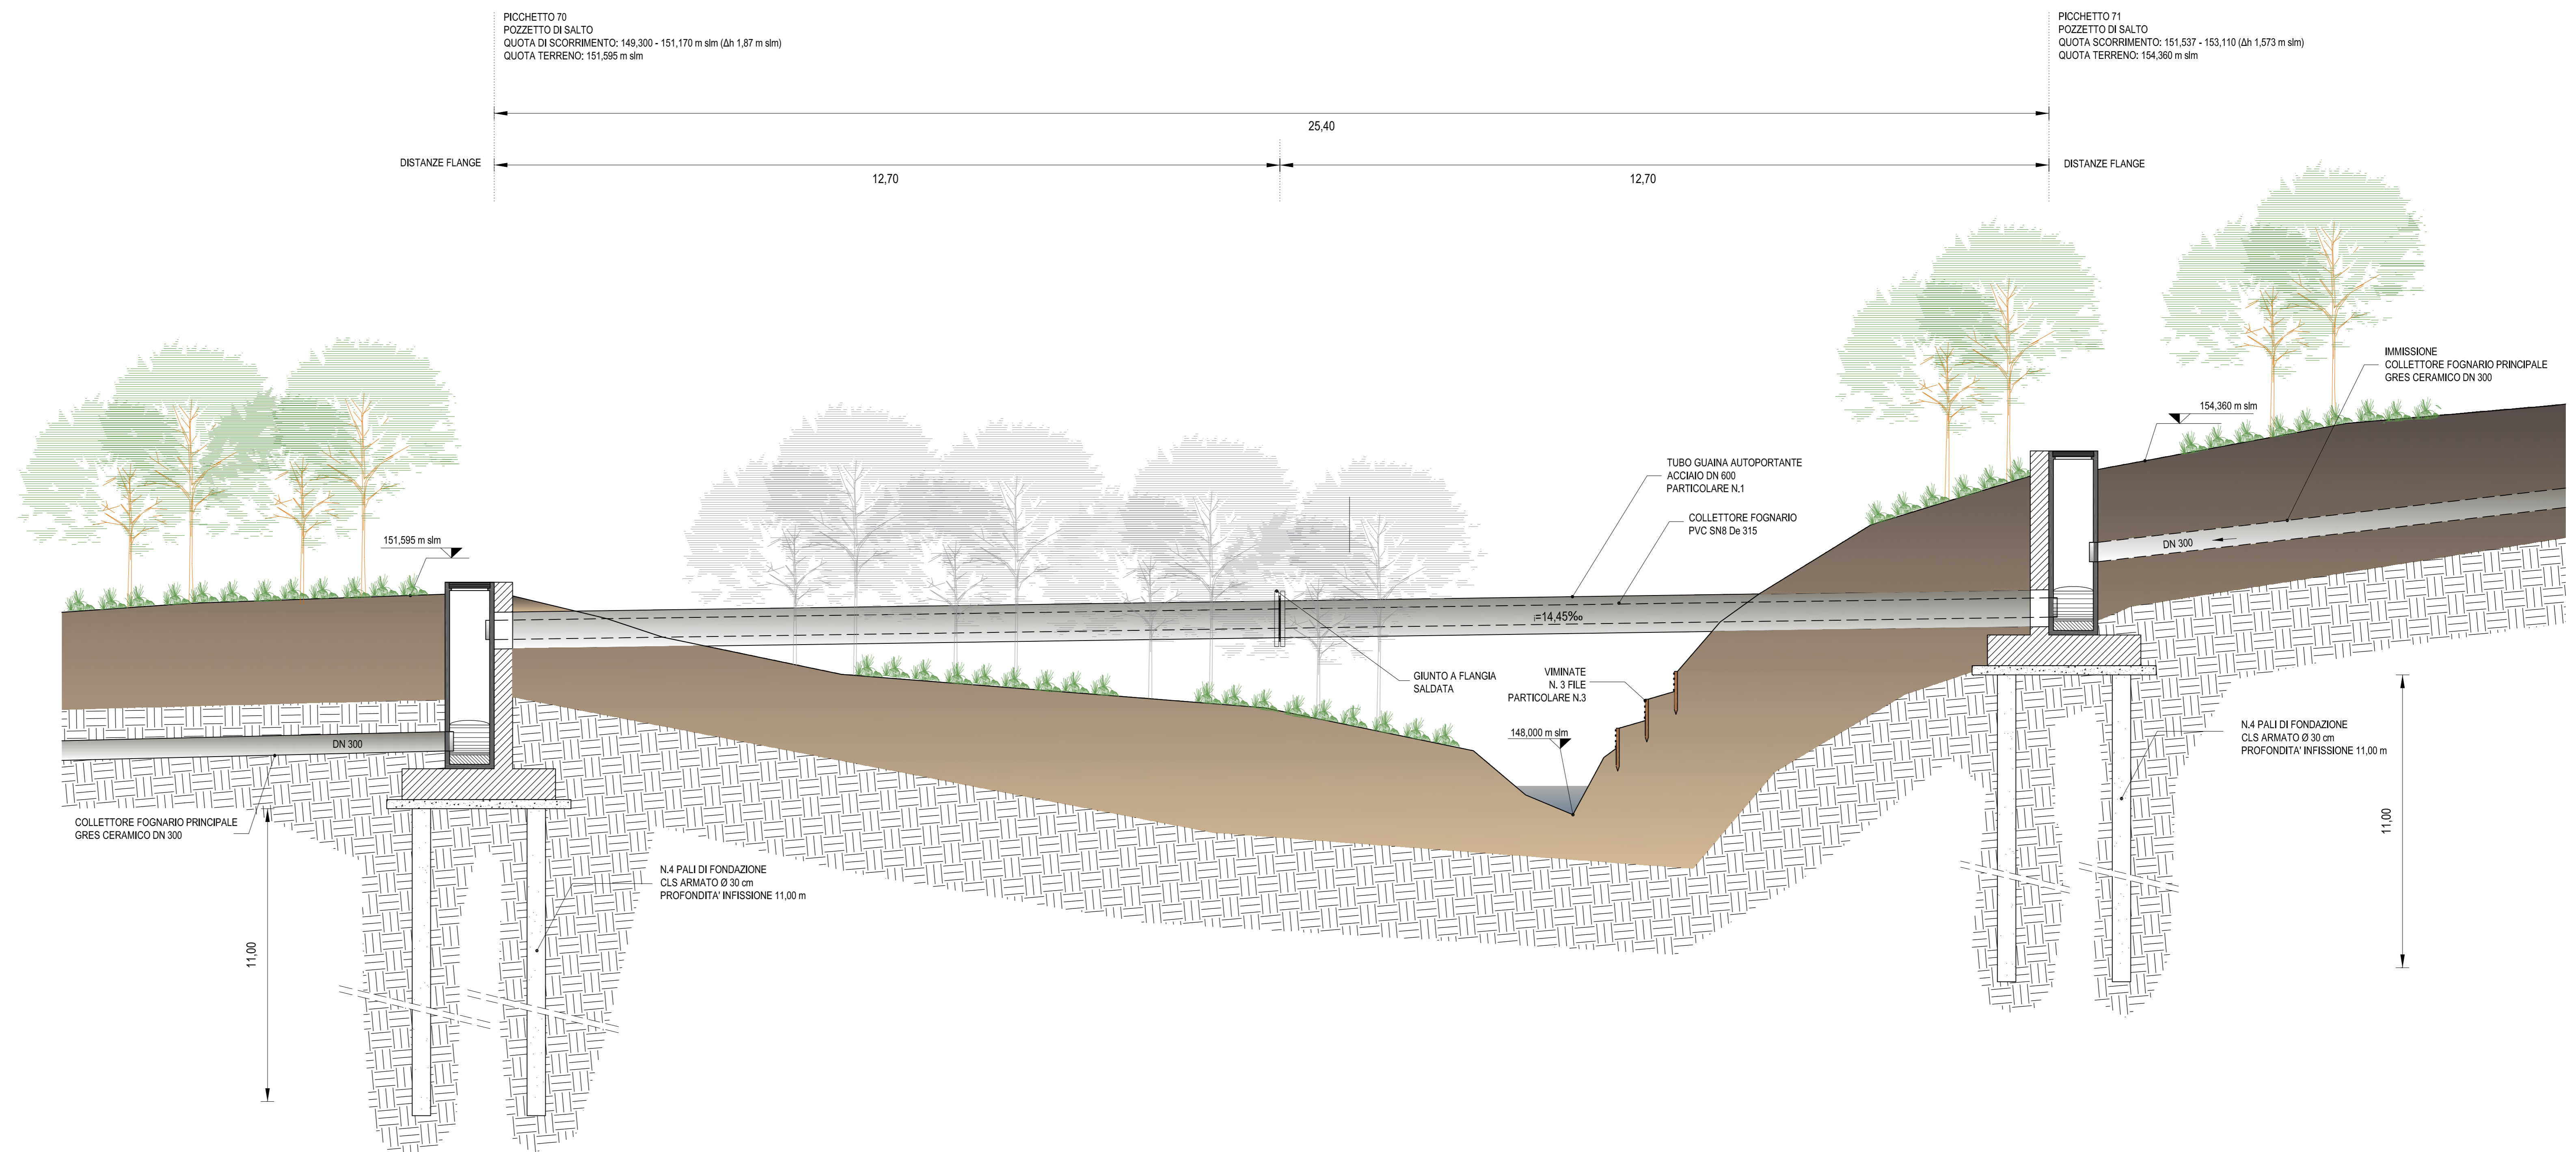 PICCHETTO 70
POZZETTO DI SALTO
QUOTA DI SCORRIMENTO: 149,300 - 151,170 m slm (Δh 1,87 m slm)
QUOTA TERRENO: 151,595 m slm
PICCHETTO 71
POZZETTO DI SALTO
QUOTA SCORRIMENTO: 151,537 - 153,110 (Δh 1,573 m slm)
QUOTA TERRENO: 154,360 m slm
25,40
DISTANZE FLANGE
12,70
12,70
DISTANZE FLANGE
IMMISSIONE
COLLETTORE FOGNARIO PRINCIPALE
GRES CERAMICO DN 300
154,360 m slm
TUBO GUAINA AUTOPORTANTE
ACCIAIO DN 600
PARTICOLARE N.1
COLLETTORE FOGNARIO
PVC SN8 De 315
151,595 m slm
DN 300
i=14,45‰
GIUNTO A FLANGIA
SALDATA
VIMINATE
N. 3 FILE
PARTICOLARE N.3
148,000 m slm
DN 300
N.4 PALI DI FONDAZIONE
CLS ARMATO Ø 30 cm
PROFONDITA' INFISSIONE 11,00 m
COLLETTORE FOGNARIO PRINCIPALE
GRES CERAMICO DN 300
11,00
N.4 PALI DI FONDAZIONE
CLS ARMATO Ø 30 cm
PROFONDITA' INFISSIONE 11,00 m
11,00